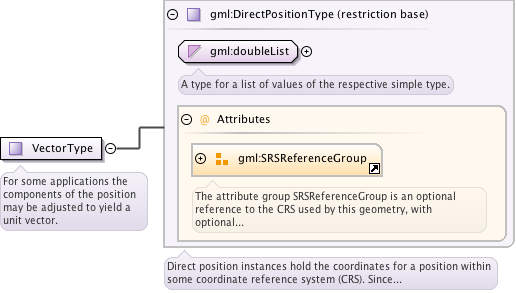 gml:DirectPositionType (restriction base)
gml:doubleList
A type for a list of values of the respective simple type.
@ Attributes
gml:SRSReferenceGroup
The attribute group SRSReferenceGroup is an optional
reference to the CRS used by this geometry, with
optional...
VectorType
For some applications the
components of the position
may be adjusted to yield a
unit vector.
Direct position instances hold the coordinates for a position within
some coordinate reference system (CRS). Since...